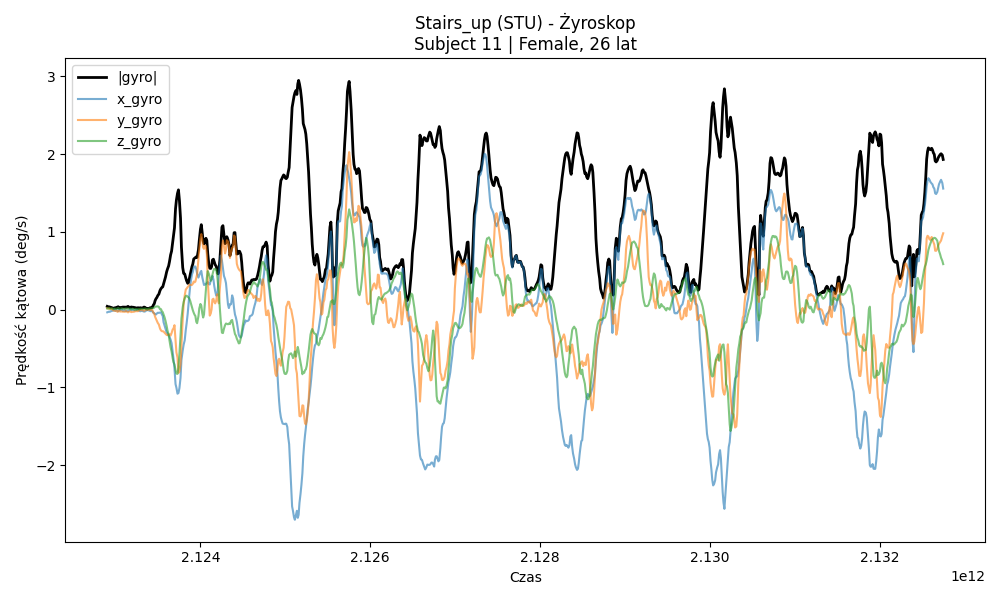 Stairs_up (STU) - Żyroskop
Subject 11 | Female, 26 lat
|gyro|
x_gyro
y_gyro
z_gyro
Prędkość kątowa (deg/s)
3
2
1
0
−1
−2
2.124
2.126
2.128
2.130
2.132
1e12
Czas